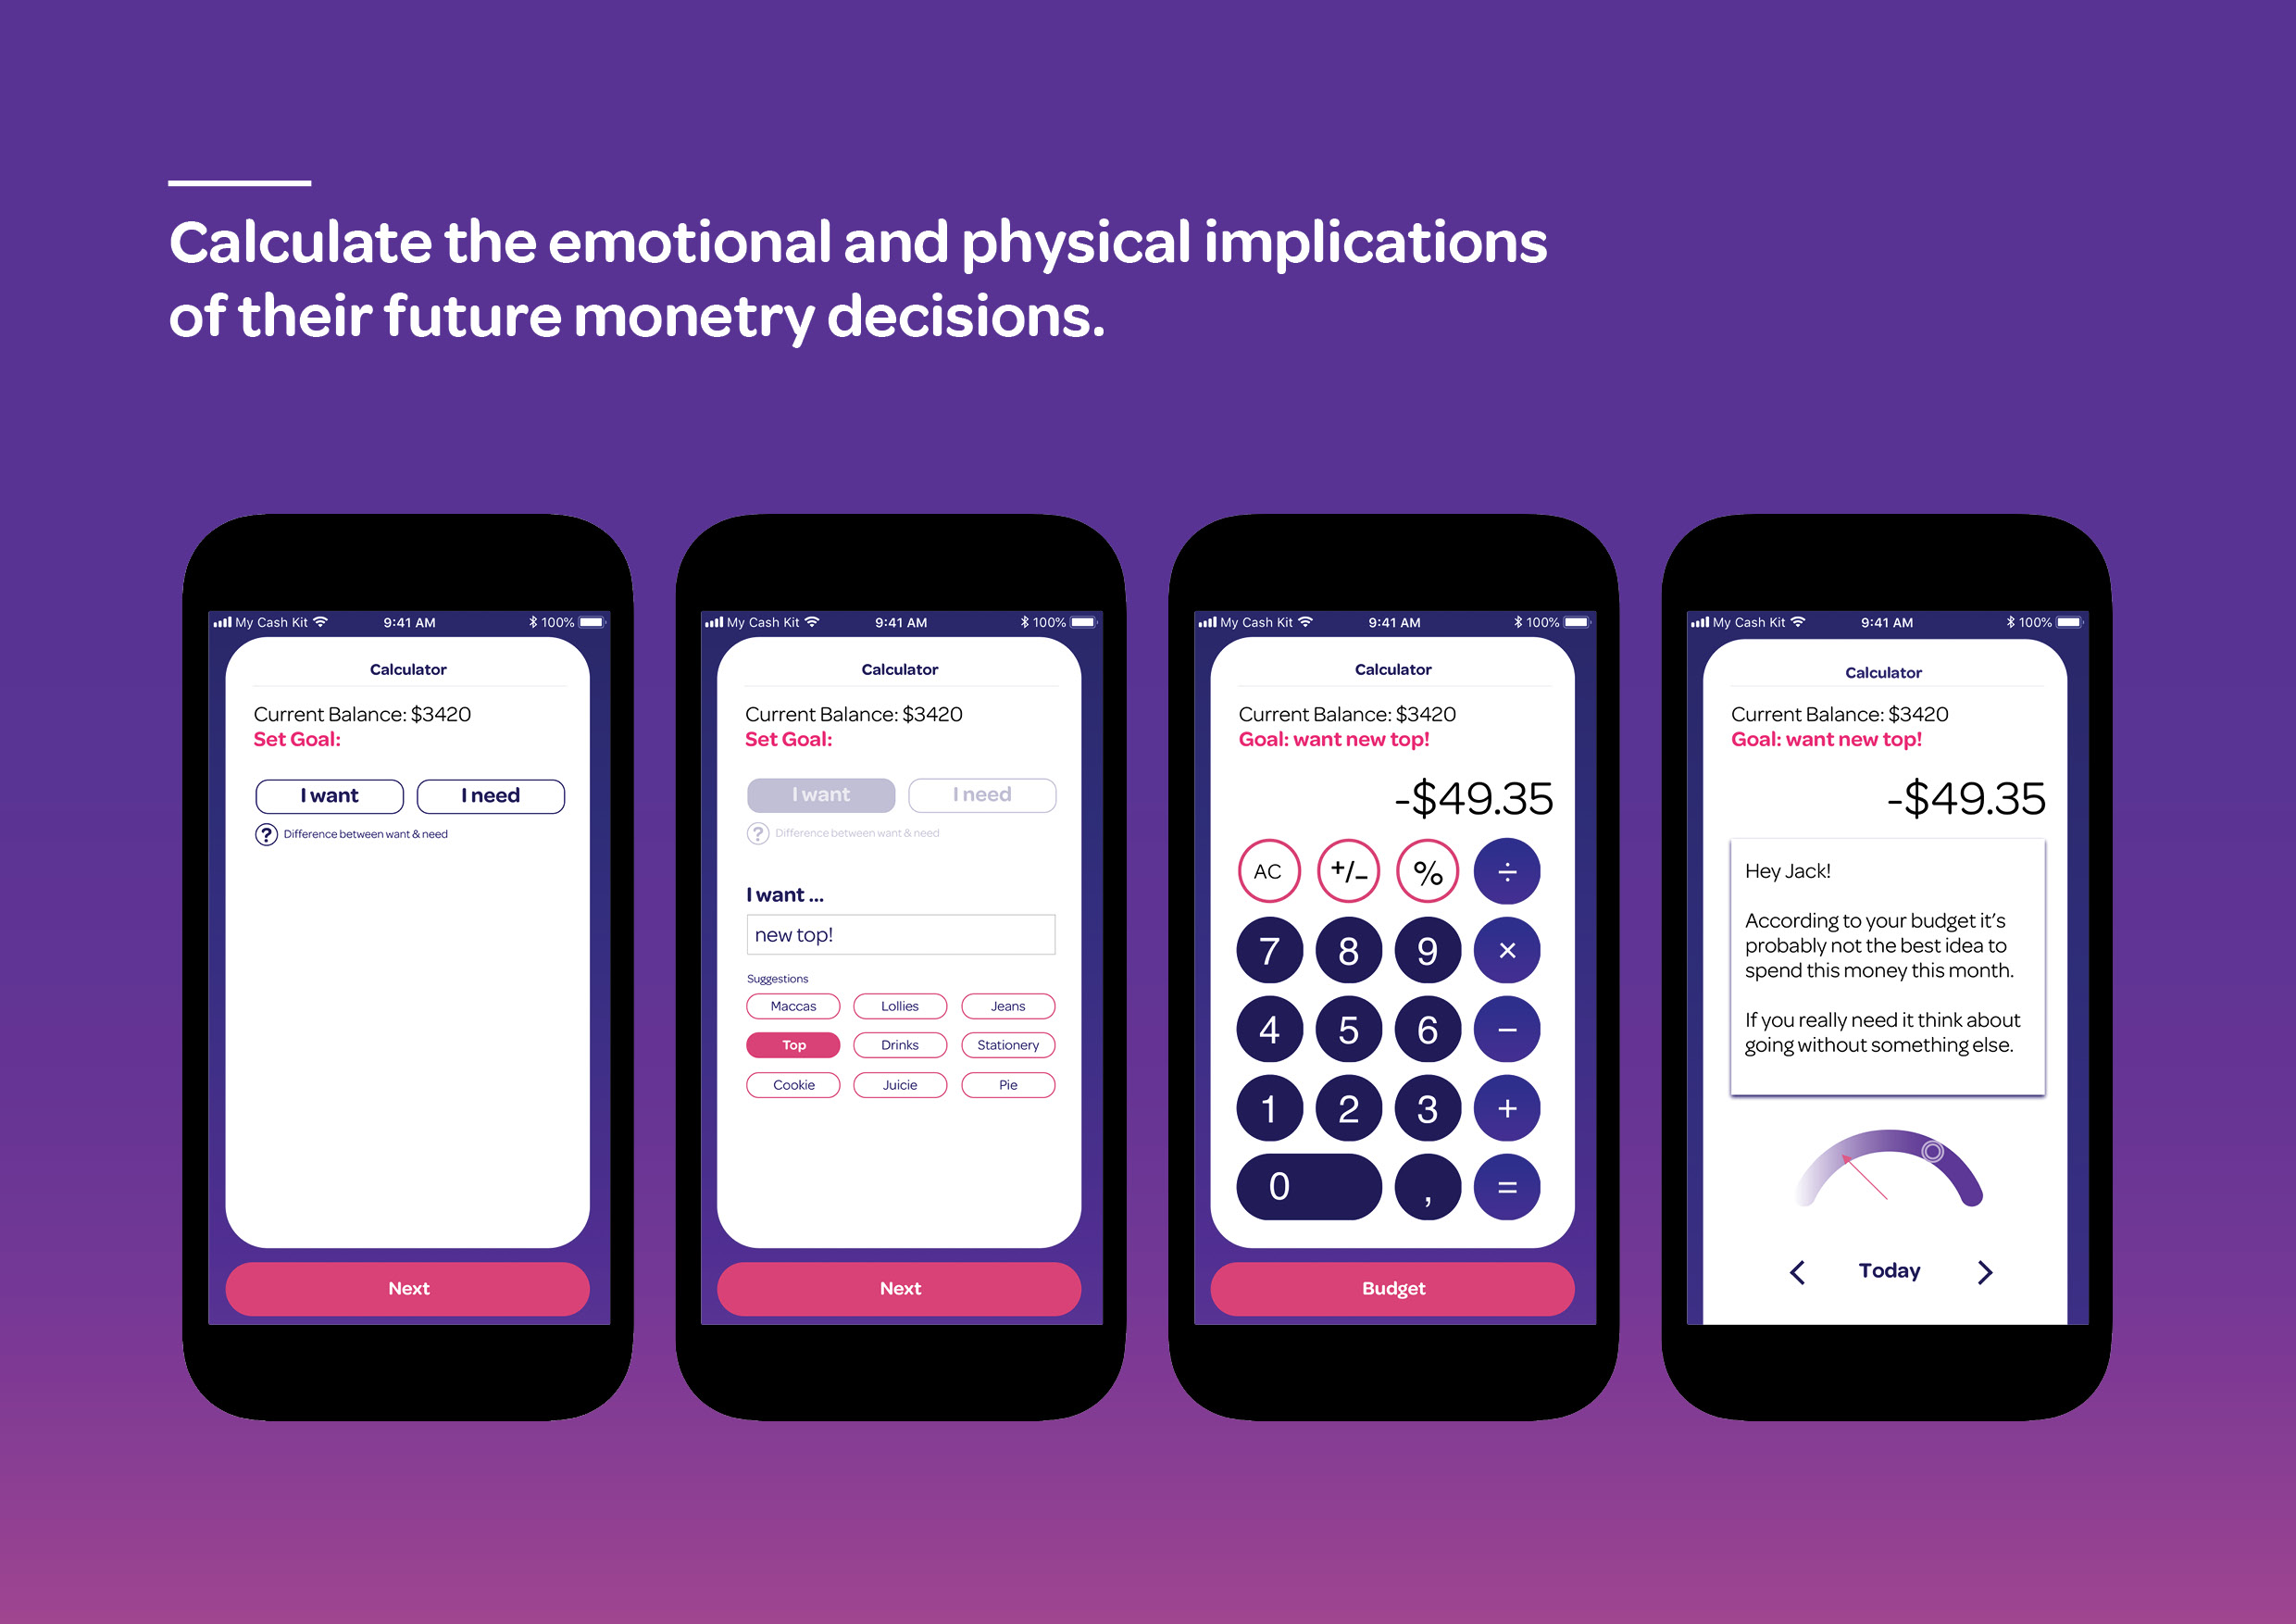 Calculate the emotional and physical implications
of their future monetry decisions.
My Cash Kit 9:41 AM 100%
Calculator
Current Balance: $3420
Set Goal:
I want I need
? Difference between want & need
Next
My Cash Kit 9:41 AM 100%
Calculator
Current Balance: $3420
Set Goal:
I want I need
? Difference between want & need
I want ...
new top!
Suggestions
Maccas Lollies Jeans
Top Drinks Stationery
Cookie Juicie Pie
Next
My Cash Kit 9:41 AM 100%
Calculator
Current Balance: $3420
Goal: want new top!
-$49.35
AC +/- % ÷
7 8 9 ×
4 5 6 −
1 2 3 +
0 , =
Budget
My Cash Kit 9:41 AM 100%
Calculator
Current Balance: $3420
Goal: want new top!
-$49.35
Hey Jack!
According to your budget it’s
probably not the best idea to
spend this money this month.
If you really need it think about
going without something else.
< Today >